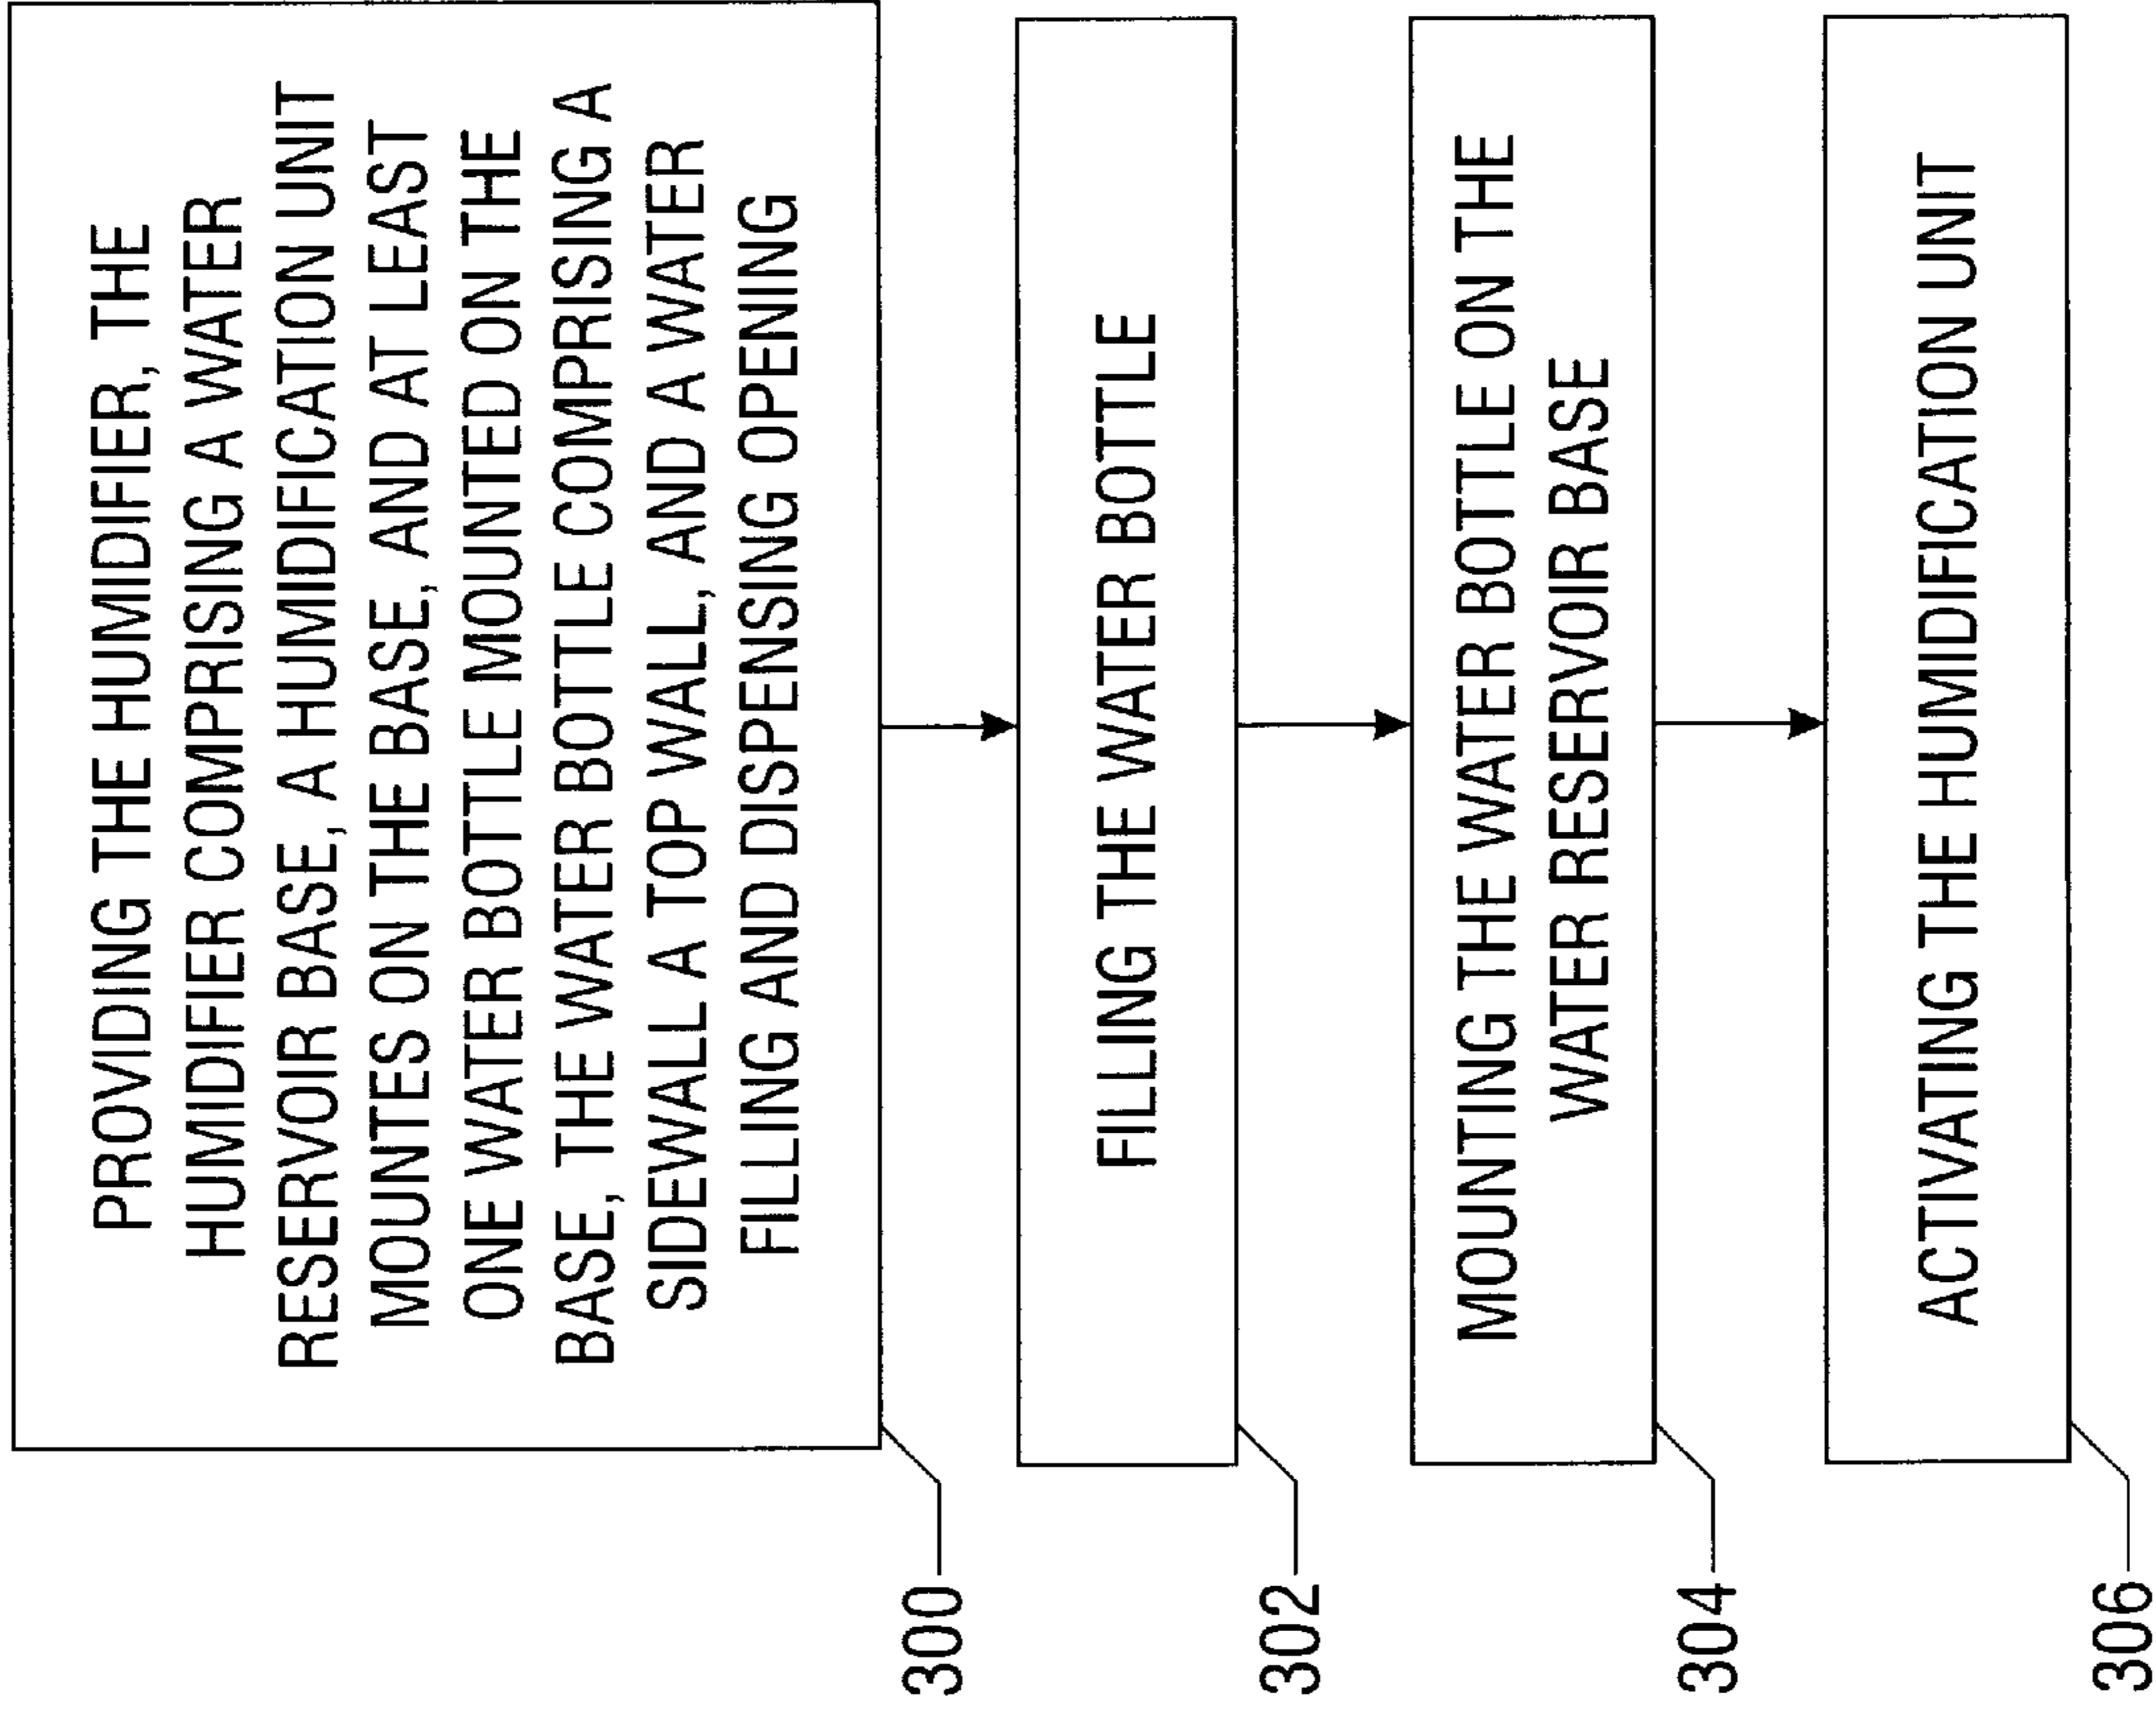 PROVIDING THE HUMIDIFIER, THE
HUMIDIFIER COMPRISING A WATER
RESERVOIR BASE, A HUMIDIFICATION UNIT
MOUNTES ON THE BASE, AND AT LEAST
ONE WATER BOTTLE MOUNTED ON THE
BASE, THE WATER BOTTLE COMPRISING A
SIDEWALL A TOP WALL, AND A WATER
FILLING AND DISPENSING OPENING
300
FILLING THE WATER BOTTLE
302
MOUNTING THE WATER BOTTLE ON THE
WATER RESERVOIR BASE
304
ACTIVATING THE HUMIDIFICATION UNIT
306